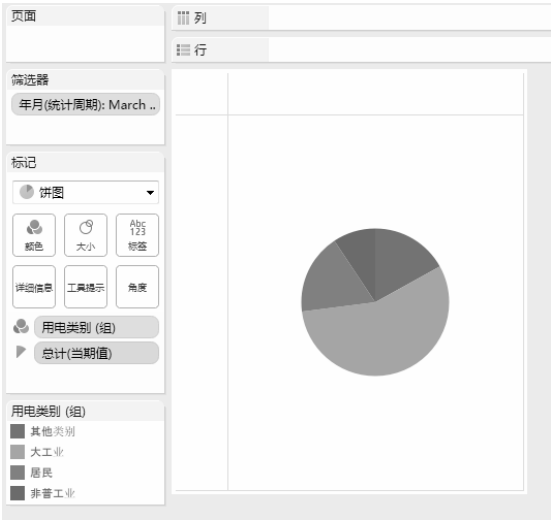 页面
列
行
筛选器
年月(统计周期): March ..
标记
饼图
颜色
大小
Abc
123
标签
详细信息
工具提示
角度
用电类别 (组)
总计(当期值)
用电类别 (组)
其他类别
大工业
居民
非普工业